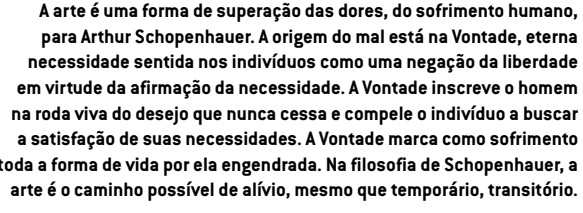 A arte é uma forma de superação das dores, do sofrimento humano,
para Arthur Schopenhauer. A origem do mal está na Vontade, eterna
necessidade sentida nos indivíduos como uma negação da liberdade
em virtude da afirmação da necessidade. A Vontade inscreve o homem
na roda viva do desejo que nunca cessa e compele o indivíduo a buscar
a satisfação de suas necessidades. A Vontade marca como sofrimento
toda a forma de vida por ela engendrada. Na filosofia de Schopenhauer, a
arte é o caminho possível de alívio, mesmo que temporário, transitório.